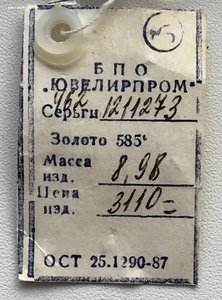 БПО
"ЮВЕЛИРПРОМ"
Серьги 1211273
Золото 585°
Масса
изд. 8,98
Цена
изд. 3110=
ОСТ 25.1290-87